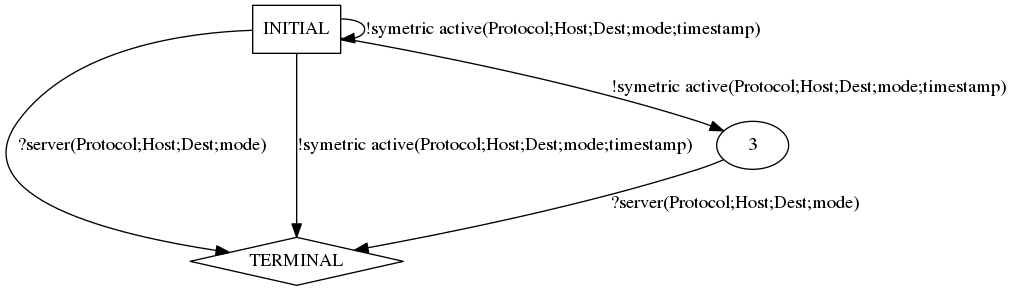 INITIAL
!symetric active(Protocol;Host;Dest;mode;timestamp)
!symetric active(Protocol;Host;Dest;mode;timestamp)
?server(Protocol;Host;Dest;mode)
!symetric active(Protocol;Host;Dest;mode;timestamp)
3
?server(Protocol;Host;Dest;mode)
TERMINAL